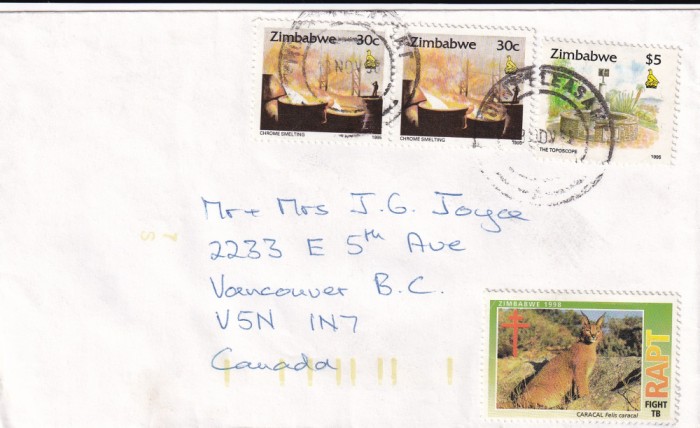 Zimbabwe 30c
CHROME SMELTING 1995
Zimbabwe 30c
CHROME SMELTING 1995
Zimbabwe $5
THE TOPOSCOPE 1995
NOV
Mr + Mrs J.G. Joyce
2233 E 5th Ave
Vancouver B.C.
V5N 1N7
Canada
ZIMBABWE 1998
RAPT
FIGHT
TB
CARACAL Felis caracal